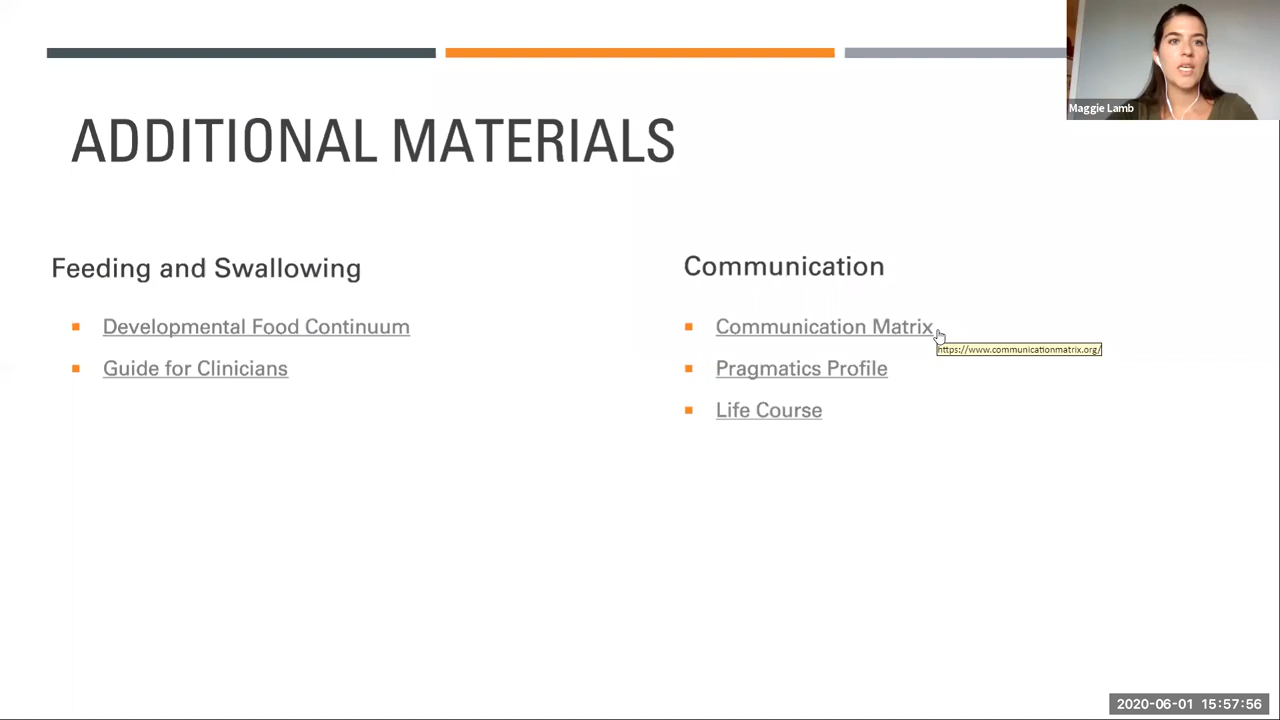 Maggie Lamb
ADDITIONAL MATERIALS
Feeding and Swallowing
Developmental Food Continuum
Guide for Clinicians
Communication
Communication Matrix
https://www.communicationmatrix.org/
Pragmatics Profile
Life Course
2020-06-01 15:57:56